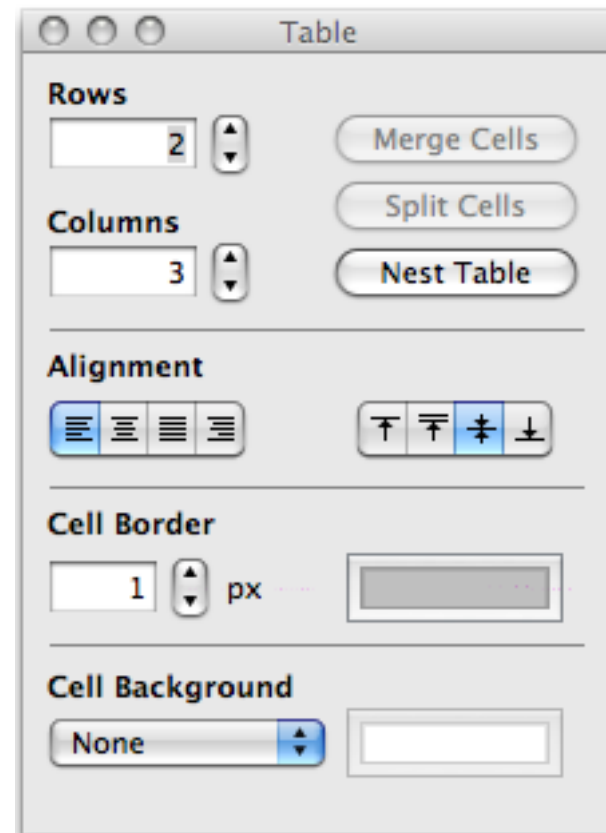 Table
Rows
2
Merge Cells
Split Cells
Columns
3
Nest Table
Alignment
Cell Border
1 px
Cell Background
None